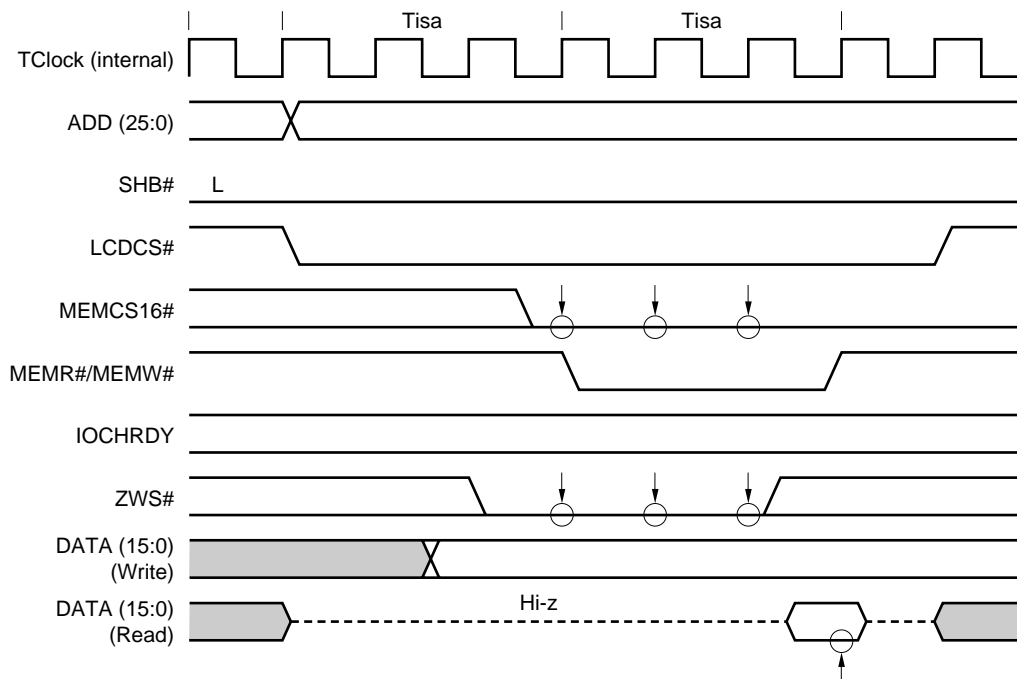 Tisa Tisa
TClock (internal)
ADD (25:0)
SHB# L
LCDCS#
MEMCS16#
MEMR#/MEMW#
IOCHRDY
ZWS#
DATA (15:0)
(Write)
DATA (15:0) Hi-z
(Read)